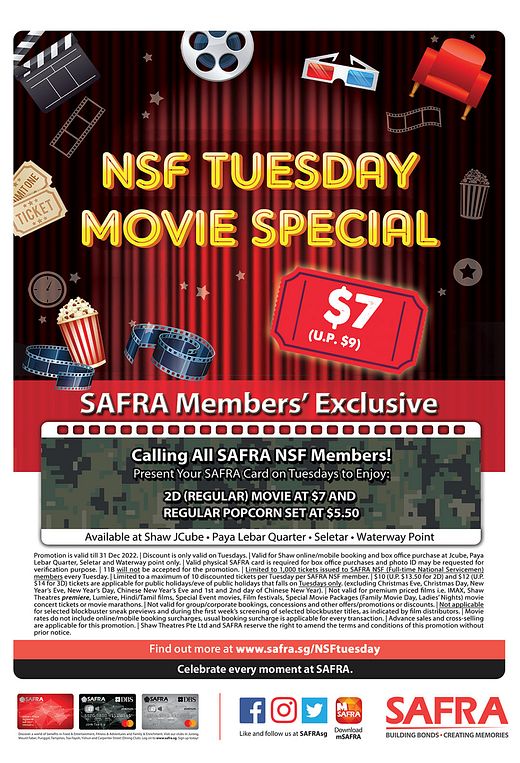 NSF TUESDAY
MOVIE SPECIAL
ADMIT ONE
TICKET
$7
(U.P. $9)
SAFRA Members' Exclusive
Calling All SAFRA NSF Members!
Present Your SAFRA Card on Tuesdays to Enjoy:
2D (REGULAR) MOVIE AT $7 AND
REGULAR POPCORN SET AT $5.50
Available at Shaw JCube • Paya Lebar Quarter • Seletar • Waterway Point
Promotion is valid till 31 Dec 2022. | Discount is only valid on Tuesdays. | Valid for Shaw online/mobile booking and box office purchase at Jcube, Paya
Lebar Quarter, Seletar and Waterway point only. | Valid physical SAFRA card is required for box office purchases and photo ID may be requested for
verification purpose. | 11B will not be accepted for the promotion. | Limited to 1,000 tickets issued to SAFRA NSF (Full-time National Servicemen)
members every Tuesday. | Limited to a maximum of 10 discounted tickets per Tuesday per SAFRA NSF member. | $10 (U.P. $13.50 for 2D) and $12 (U.P.
$14 for 3D) tickets are applicable for public holidays/eve of public holidays that falls on Tuesdays only. (excluding Christmas Eve, Christmas Day, New
Year's Eve, New Year's Day, Chinese New Year's Eve and 1st and 2nd day of Chinese New Year). | Not valid for premium priced films i.e. IMAX, Shaw
Theatres premiére, Lumiere, Hindi/Tamil films, Special Event movies, Film festivals, Special Movie Packages (Family Movie Day, Ladies' Nights) movie
concert tickets or movie marathons. | Not valid for group/corporate bookings, concessions and other offers/promotions or discounts. | Not applicable
for selected blockbuster sneak previews and during the first week's screening of selected blockbuster titles, as indicated by film distributors. | Movie
rates do not include online/mobile booking surcharges, usual booking surcharge is applicable for every transaction. | Advance sales and cross-selling
are applicable for this promotion. | Shaw Theatres Pte Ltd and SAFRA reserve the right to amend the terms and conditions of this promotion without
prior notice.
Find out more at www.safra.sg/NSFtuesday
Celebrate every moment at SAFRA.
SAFRA
SAFRA DBS
SAFRA DBS
Like and follow us at SAFRAsg
M
SAFRA
Download
mSAFRA
SAFRA
BUILDING BONDS • CREATING MEMORIES